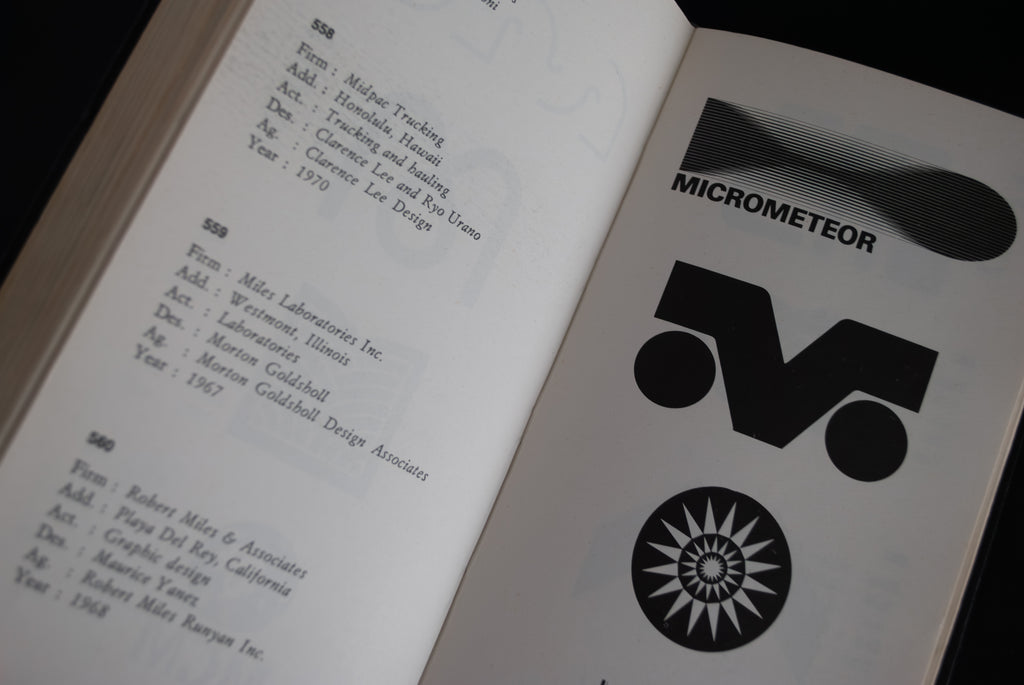 558
Firm : Midpac Trucking
Add. : Honolulu, Hawaii
Act. : Trucking and hauling
Des. : Clarence Lee and Ryo Urano
Ag. : Clarence Lee Design
Year : 1970
559
Firm : Miles Laboratories Inc.
Add. : Westmont, Illinois
Act. : Laboratories
Des. : Morton Goldsholl
Ag. : Morton Goldsholl Design Associates
Year : 1967
560
Firm : Robert Miles & Associates
Add. : Playa Del Rey, California
Act. : Graphic design
Des. : Maurice Yanez
Ag. : Robert Miles Runyan Inc.
Year : 1968
MICROMETEOR